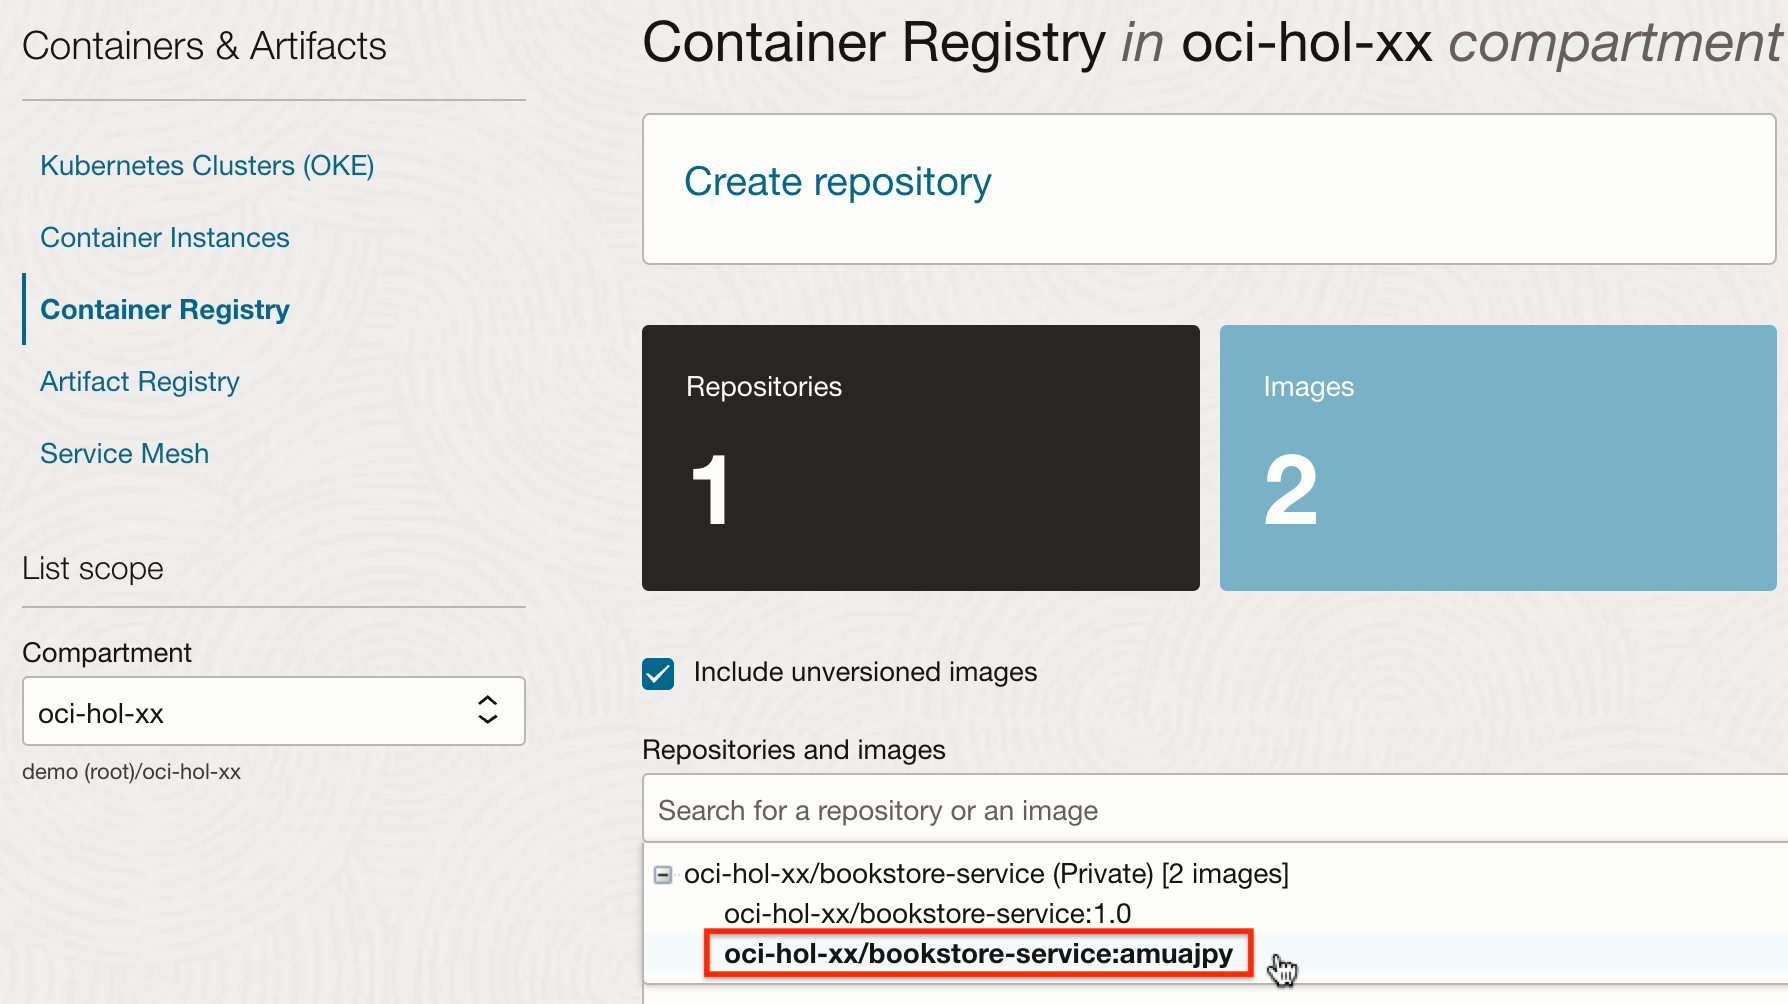 Containers & Artifacts
Kubernetes Clusters (OKE)
Container Instances
Container Registry
Artifact Registry
Service Mesh
List scope
Compartment
oci-hol-xx
demo (root)/oci-hol-xx
Container Registry in oci-hol-xx compartment
Create repository
Repositories
1
Images
2
Include unversioned images
Repositories and images
Search for a repository or an image
oci-hol-xx/bookstore-service (Private) [2 images]
oci-hol-xx/bookstore-service:1.0
oci-hol-xx/bookstore-service:amuajpy